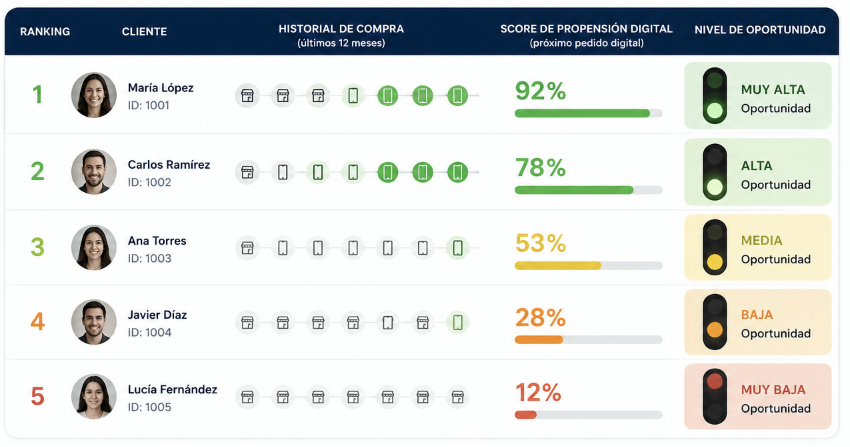 RANKING
CLIENTE
HISTORIAL DE COMPRA
(últimos 12 meses)
SCORE DE PROPENSIÓN DIGITAL
(próximo pedido digital)
NIVEL DE OPORTUNIDAD
1
María López
ID: 1001
92%
MUY ALTA
Oportunidad
2
Carlos Ramírez
ID: 1002
78%
ALTA
Oportunidad
3
Ana Torres
ID: 1003
53%
MEDIA
Oportunidad
4
Javier Díaz
ID: 1004
28%
BAJA
Oportunidad
5
Lucía Fernández
ID: 1005
12%
MUY BAJA
Oportunidad